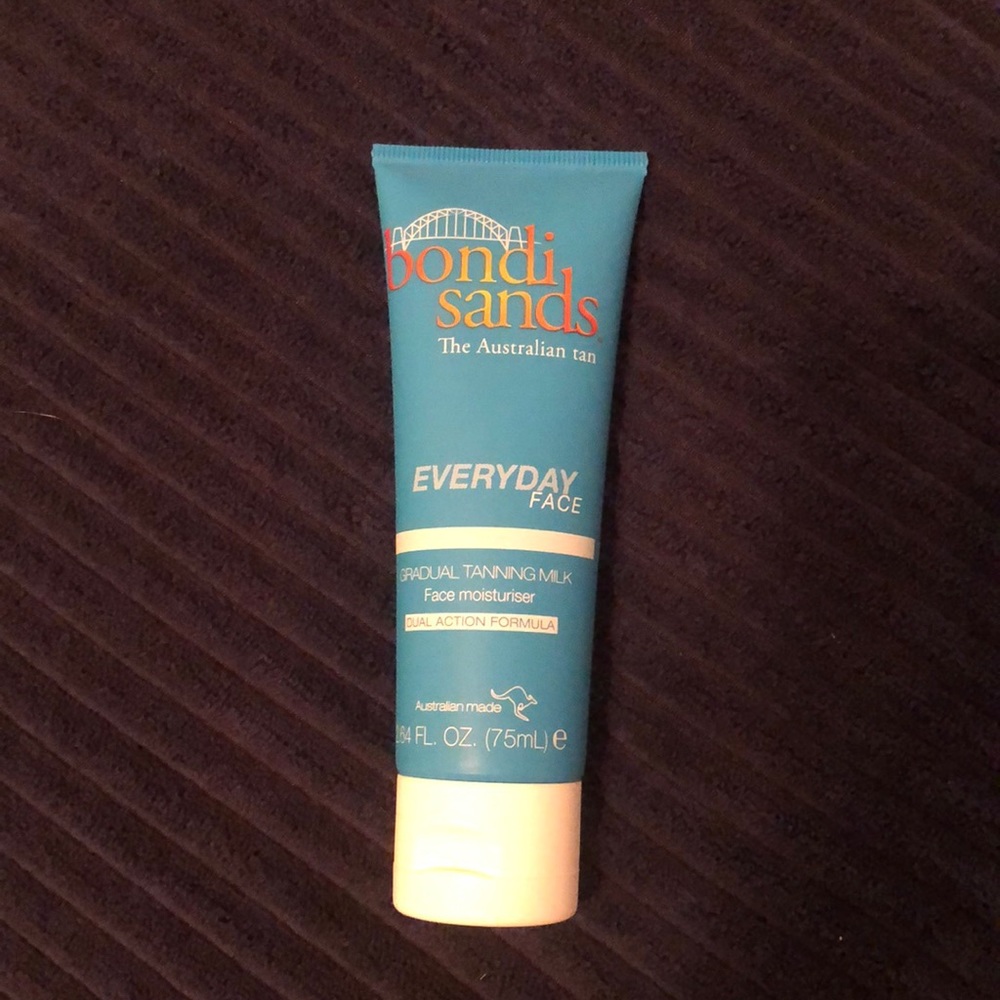 bondi
sands
The Australian tan
EVERYDAY
FACE
GRADUAL TANNING MILK
Face moisturiser
DUAL ACTION FORMULA
Australian made
.64 FL. OZ. (75mL) e